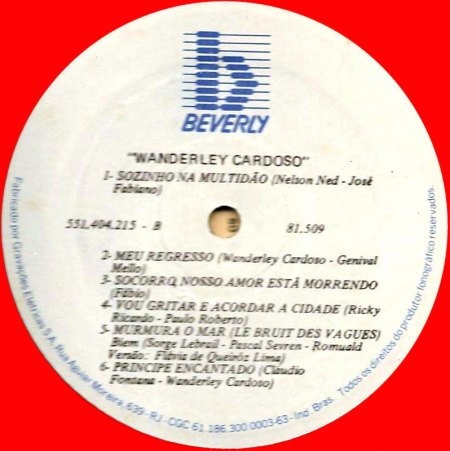 BEVERLY
"WANDERLEY CARDOSO"
1- SOZINHO NA MULTIDÃO (Nelson Ned - José
Fabiano)
551.404.215 - B
81.509
2- MEU REGRESSO (Wanderley Cardoso - Genival
Mello)
3- SOCORRO, NOSSO AMOR ESTÁ MORRENDO
(Fábio)
4- VOU GRITAR E ACORDAR A CIDADE (Ricky
Ricardo - Paulo Roberto)
5- MURMURA O MAR (LE BRUIT DES VAGUES)
Biem (Sorge Lebrail - Pascal Sevren - Romuald
Versão: Flávia de Queiróz Lima)
6- PRINCIPE ENCANTADO (Cláudio
Fontana - Wanderley Cardoso)
Fabricado por Gravações Elétricas S.A. Rua Aguiar Moreira, 639 - RJ - CGC 61.186.300.0003-63 - Ind. Bras. Todos os direitos do produtor fonográfico reservados.